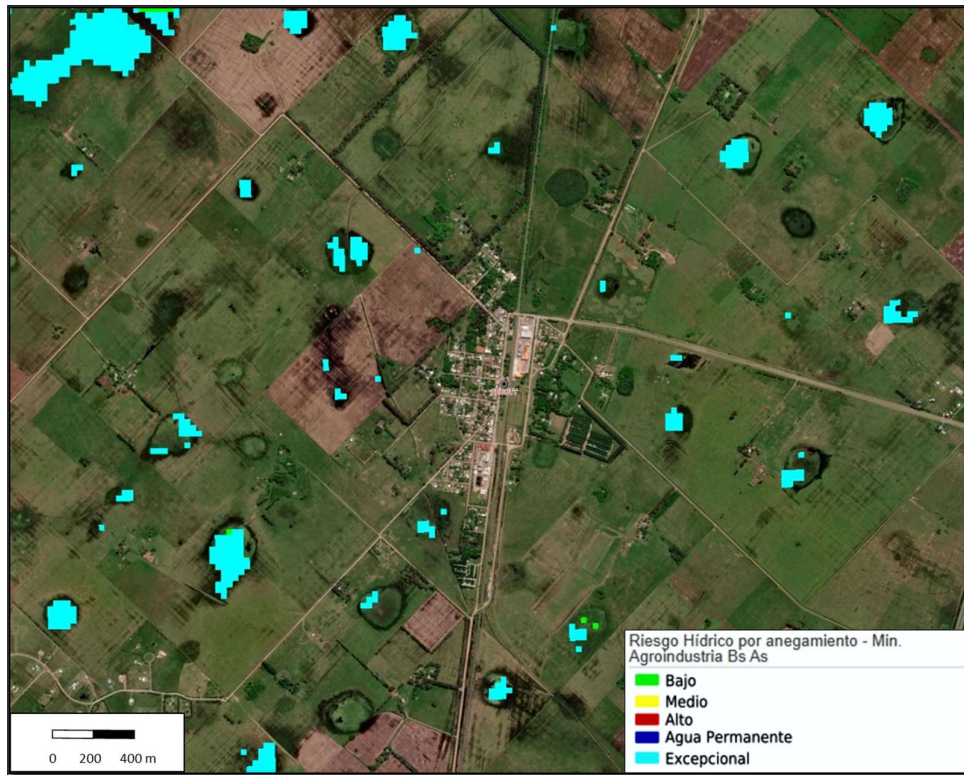 Riesgo Hídrico por anegamiento - Min.
Agroindustria Bs As
Bajo
Medio
Alto
Agua Permanente
Excepcional
0 200 400 m